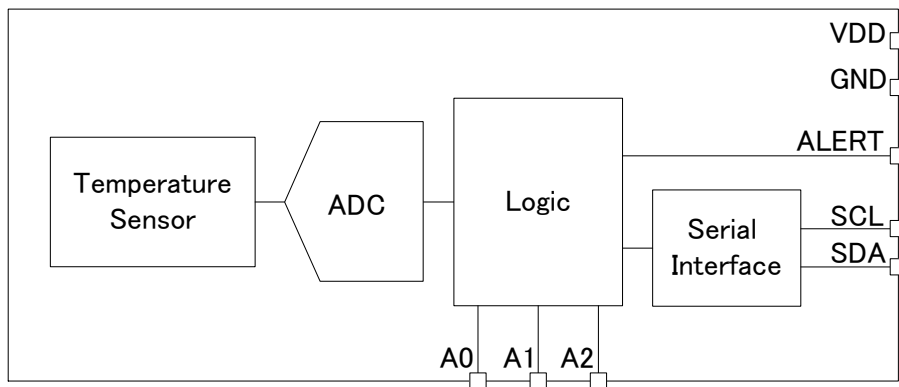 VDD
GND
ALERT
Temperature
Sensor
ADC
Logic
Serial
Interface
SCL
SDA
A0
A1
A2